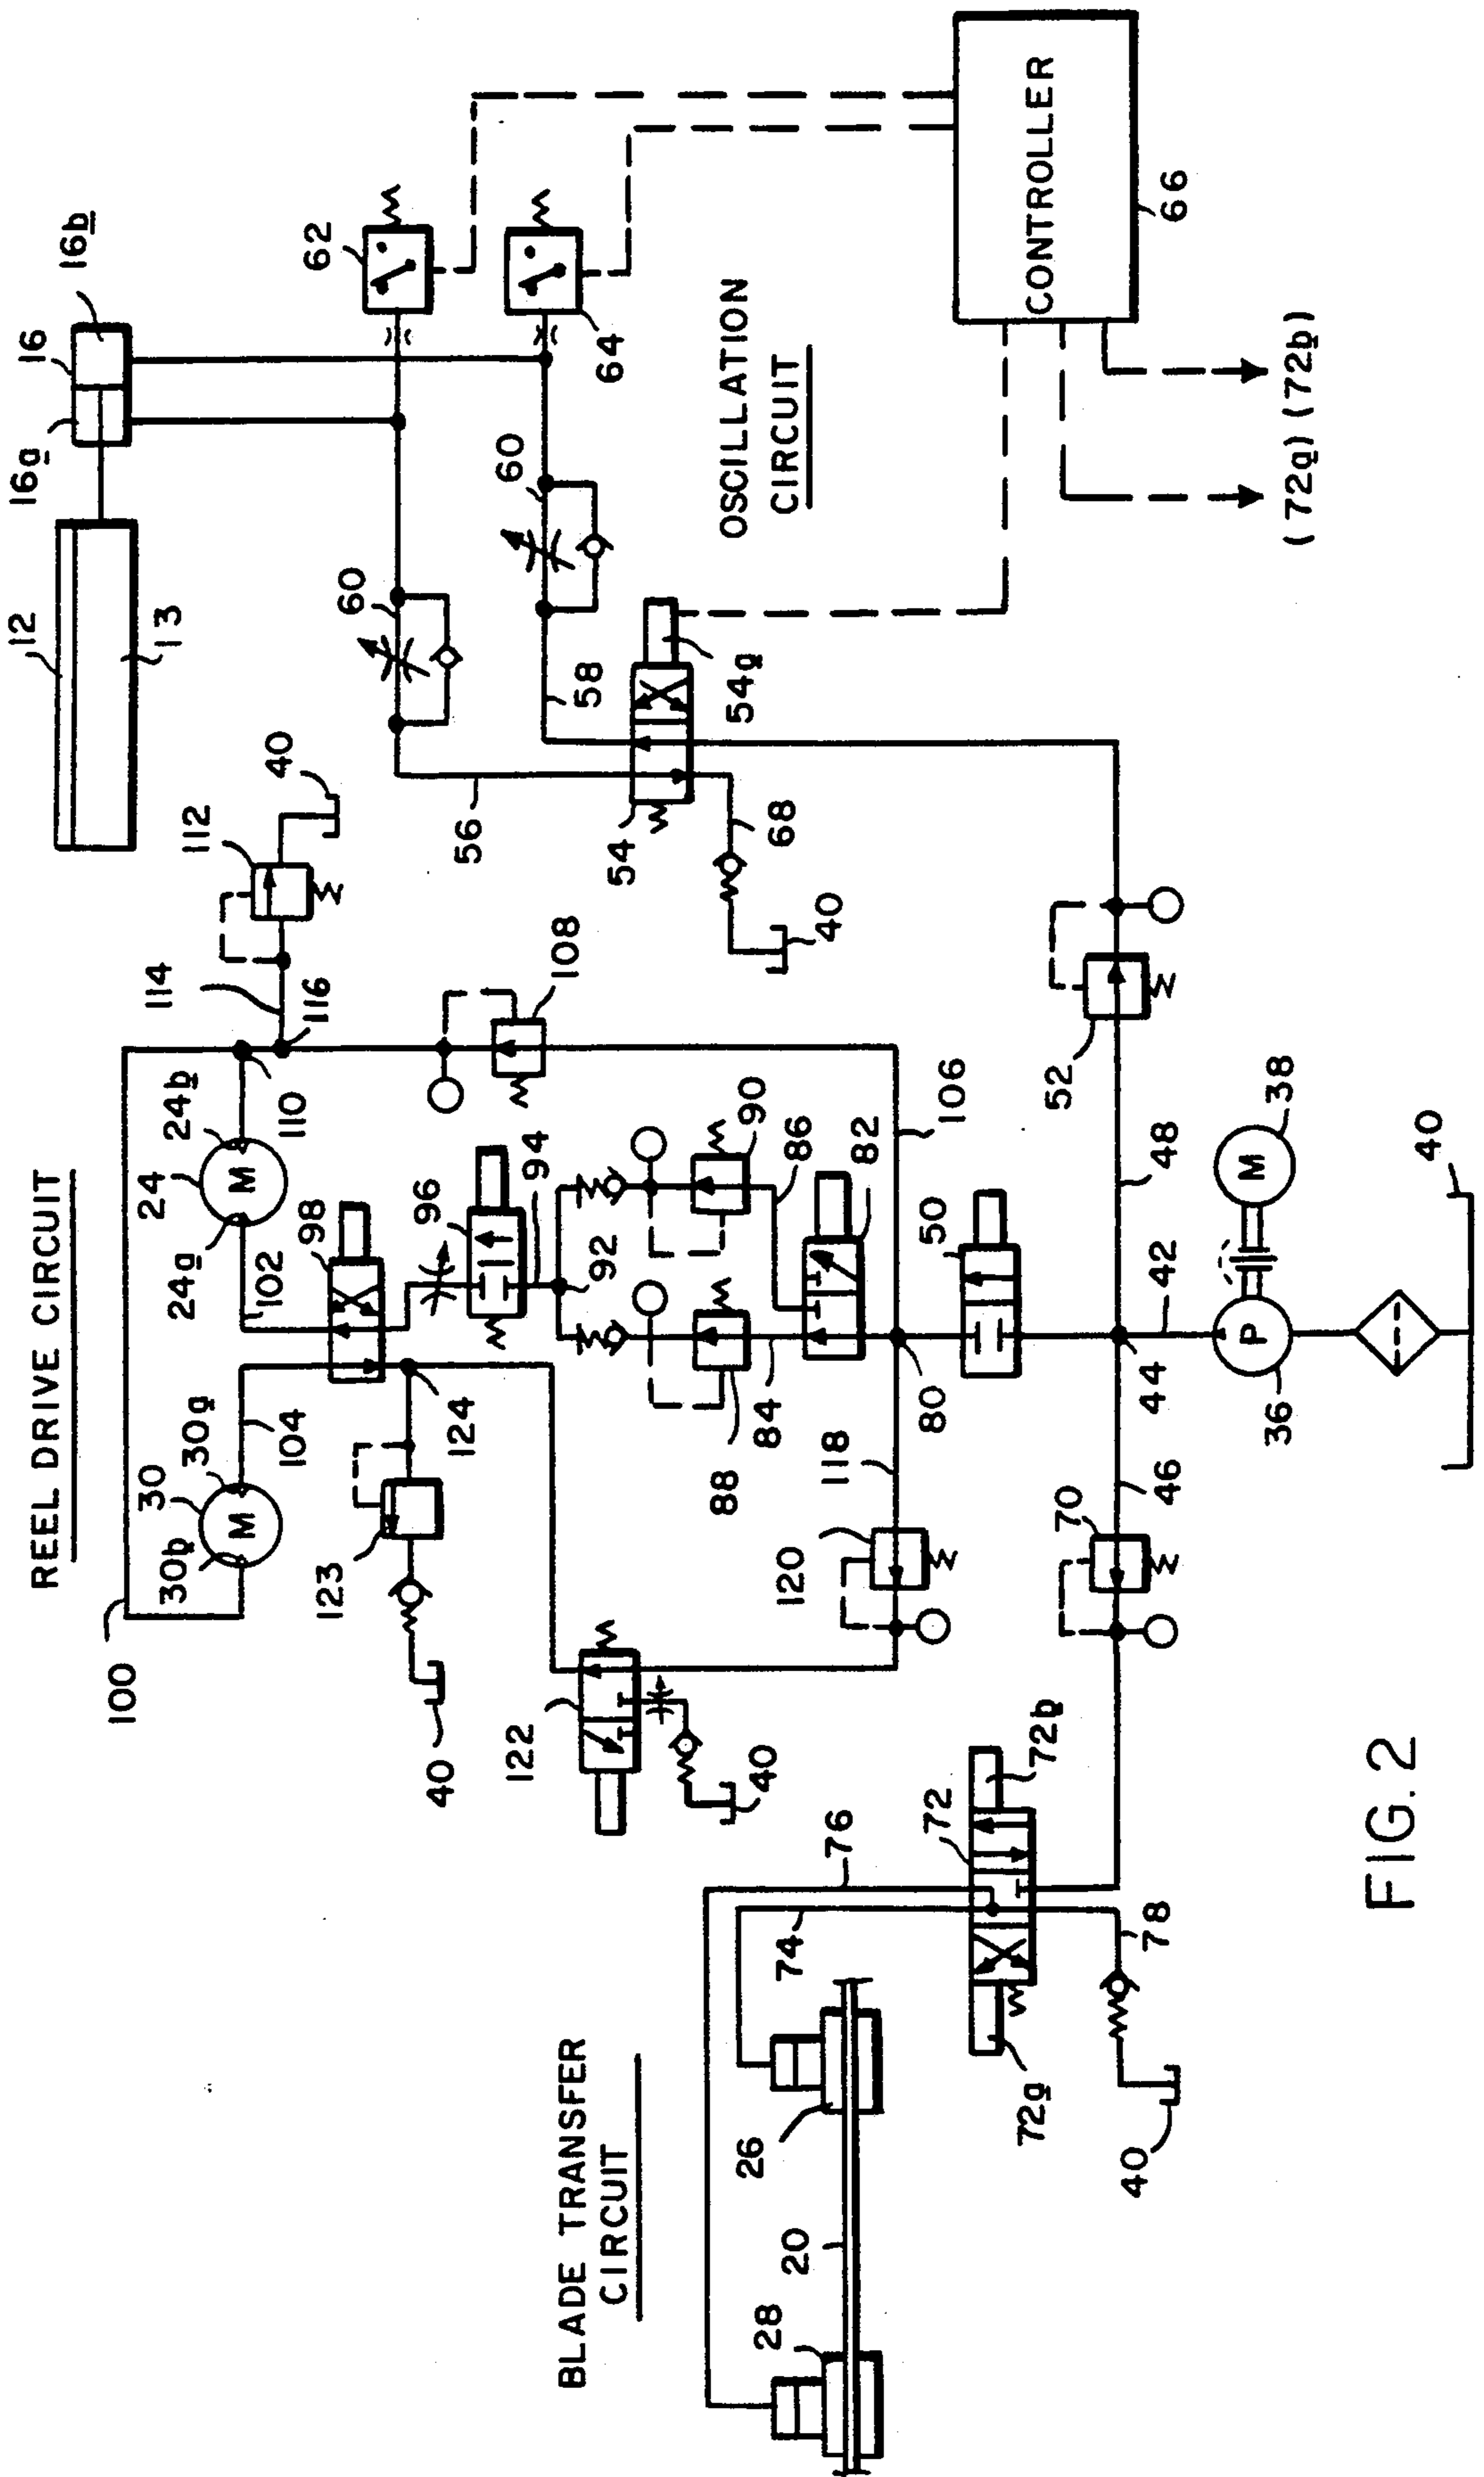 REEL DRIVE CIRCUIT
BLADE TRANSFER
CIRCUIT
OSCILLATION
CIRCUIT
CONTROLLER
66
(72a) (72b)
12
13
16a
16
16b
62
64
60
60
58
56
54
54a
68
40
40
112
114
116
110
108
24b
24
24a
M
102
98
96
94
92
90
86
82
106
50
52
48
38
M
42
40
P
36
44
46
80
84
88
118
120
70
124
104
30a
30
30b
M
100
123
40
122
40
76
74
72
72b
72a
78
40
26
20
28
FIG. 2